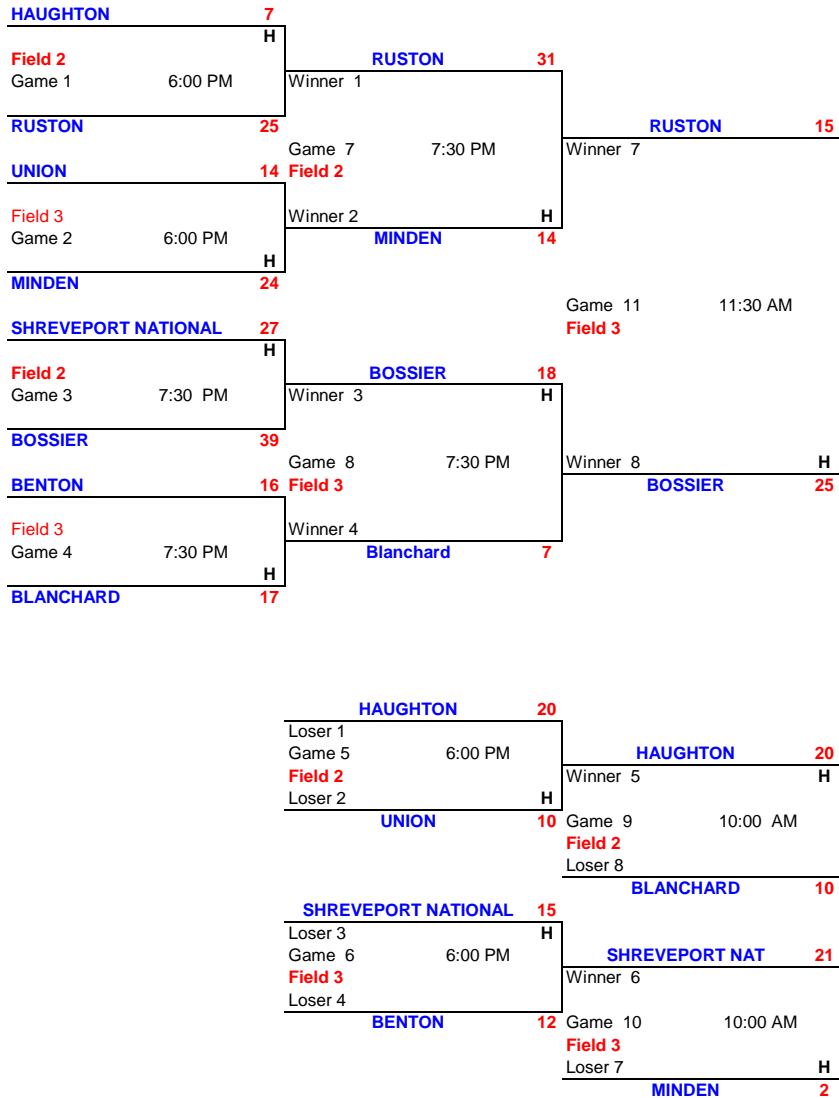 HAUGHTON 7
H
Field 2 RUSTON 31
Game 1 6:00 PM Winner 1
RUSTON 25 RUSTON 15
Game 7 7:30 PM Winner 7
UNION 14 Field 2
Field 3 Winner 2 H
Game 2 6:00 PM MINDEN 14
H
MINDEN 24
Game 11 11:30 AM
SHREVEPORT NATIONAL 27 Field 3
H
Field 2 BOSSIER 18
Game 3 7:30 PM Winner 3 H
BOSSIER 39
Game 8 7:30 PM Winner 8 H
BENTON 16 Field 3 BOSSIER 25
Field 3 Winner 4
Game 4 7:30 PM Blanchard 7
H
BLANCHARD 17
HAUGHTON 20
Loser 1
Game 5 6:00 PM HAUGHTON 20
Field 2 Winner 5 H
Loser 2 H
UNION 10 Game 9 10:00 AM
Field 2
Loser 8
BLANCHARD 10
SHREVEPORT NATIONAL 15
Loser 3 H
Game 6 6:00 PM SHREVEPORT NAT 21
Field 3 Winner 6
Loser 4
BENTON 12 Game 10 10:00 AM
Field 3
Loser 7 H
MINDEN 2